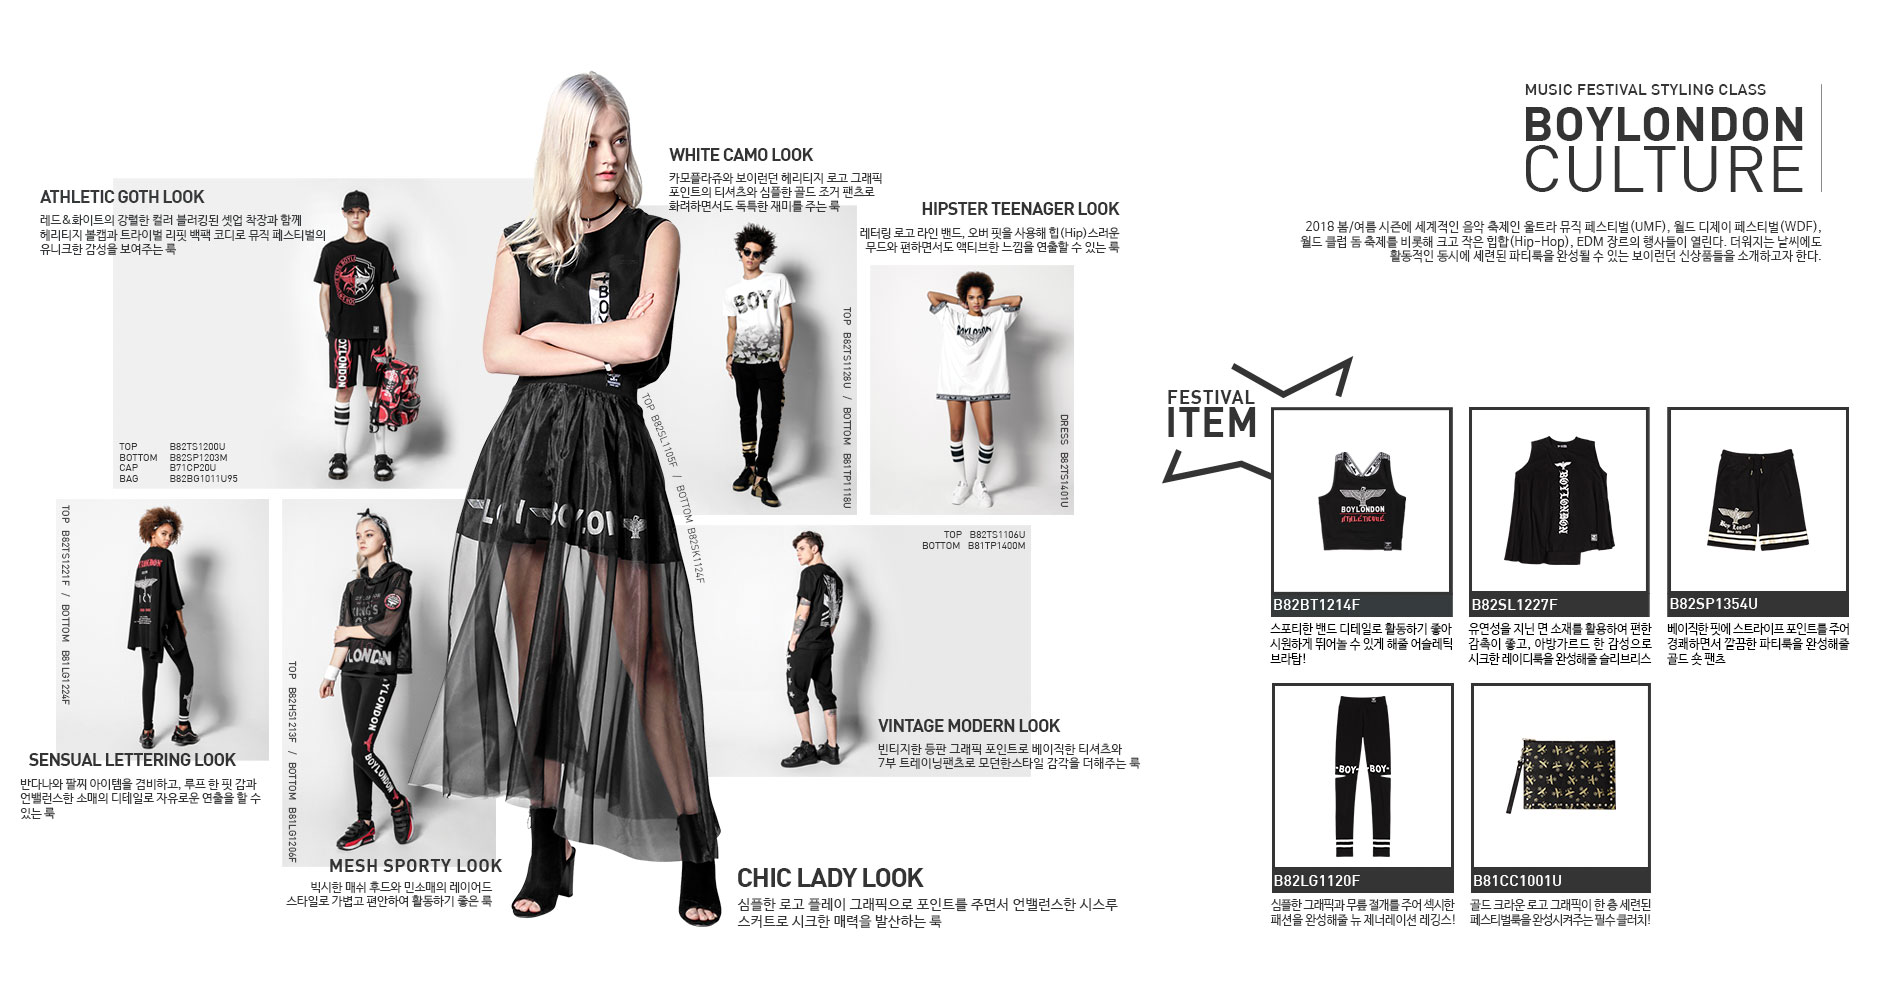 MUSIC FESTIVAL STYLING CLASS
BOYLONDON
CULTURE
2018 봄/여름 시즌에 세계적인 음악 축제인 울트라 뮤직 페스티벌(UMF), 월드 디제이 페스티벌(WDF),
월드 클럽 돔 축제를 비롯해 크고 작은 힙합(Hip-Hop), EDM 장르의 행사들이 열린다. 더워지는 날씨에도
활동적인 동시에 세련된 파티룩을 완성될 수 있는 보이런던 신상품들을 소개하고자 한다.
ATHLETIC GOTH LOOK
레드&화이트의 강렬한 컬러 블러킹된 셋업 착장과 함께
헤리티지 볼캡과 트라이벌 리핏 백팩 코디로 뮤직 페스티벌의
유니크한 감성을 보여주는 룩
TOP B82TS1200U
BOTTOM B82SP1203M
CAP B71CP20U
BAG B82BG1011U95
WHITE CAMO LOOK
카모플라쥬와 보이런던 헤리티지 로고 그래픽
포인트의 티셔츠와 심플한 골드 조거 팬츠로
화려하면서도 독특한 재미를 주는 룩
TOP B82TS1128U / BOTTOM B81TP1118U
BOY
HIPSTER TEENAGER LOOK
레터링 로고 라인 밴드, 오버 핏을 사용해 힙(Hip)스러운
무드와 편하면서도 액티브한 느낌을 연출할 수 있는 룩
DRESS B82TS1401U
BOYLONDON
TOP B82SL1105F / BOTTOM B82SK1124F
BOY
TOP B82TS1221F / BOTTOM B81LG1224F
SENSUAL LETTERING LOOK
반다나와 팔찌 아이템을 겸비하고, 루프 한 핏 감과
언밸런스한 소매의 디테일로 자유로운 연출을 할 수
있는 룩
TOP B82HS1213F / BOTTOM B81LG1206F
MESH SPORTY LOOK
빅시한 매쉬 후드와 민소매의 레이어드
스타일로 가볍고 편안하여 활동하기 좋은 룩
TOP B82TS1106U
BOTTOM B81TP1400M
VINTAGE MODERN LOOK
빈티지한 등판 그래픽 포인트로 베이직한 티셔츠와
7부 트레이닝팬츠로 모던한스타일 감각을 더해주는 룩
CHIC LADY LOOK
심플한 로고 플레이 그래픽으로 포인트를 주면서 언밸런스한 시스루
스커트로 시크한 매력을 발산하는 룩
FESTIVAL
ITEM
BOYLONDON
ATHLETIQUE
B82BT1214F
스포티한 밴드 디테일로 활동하기 좋아
시원하게 뛰어놀 수 있게 해줄 어슬레틱
브라탑!
BOYLONDON
B82SL1227F
유연성을 지닌 면 소재를 활용하여 편한
감촉이 좋고, 아방가르드 한 감성으로
시크한 레이디룩을 완성해줄 슬리브리스
Boy London
B82SP1354U
베이직한 핏에 스트라이프 포인트를 주어
경쾌하면서 깔끔한 파티룩을 완성해줄
골드 숏 팬츠
BOY BOY
B82LG1120F
심플한 그래픽과 무릎 절개를 주어 섹시한
패션을 완성해줄 뉴 제너레이션 레깅스!
B81CC1001U
골드 크라운 로고 그래픽이 한 층 세련된
페스티벌룩을 완성시켜주는 필수 클러치!